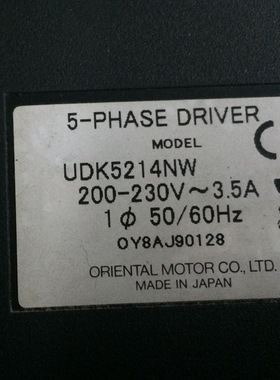 5-PHASE DRIVER
MODEL
UDK5214NW
200-230V~3.5A
1ϕ 50/60Hz
OY8AJ90128
ORIENTAL MOTOR CO., LTD.
MADE IN JAPAN